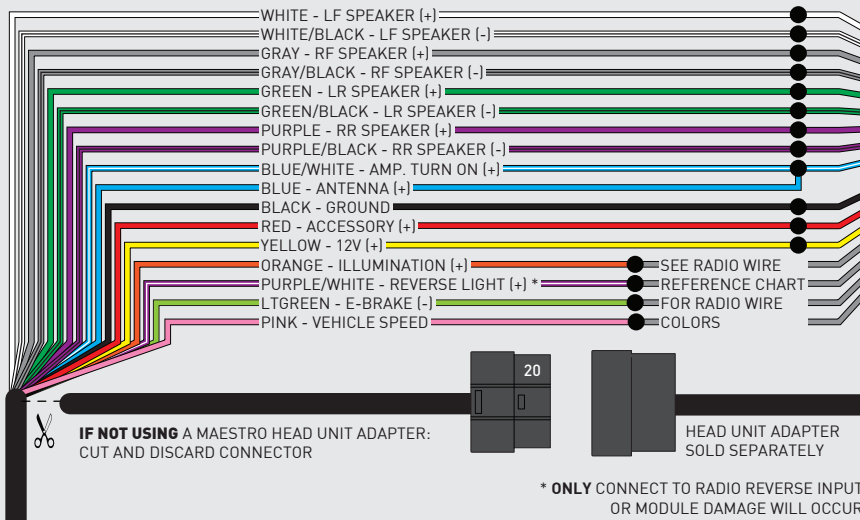 WHITE - LF SPEAKER (+)
WHITE/BLACK - LF SPEAKER (-)
GRAY - RF SPEAKER (+)
GRAY/BLACK - RF SPEAKER (-)
GREEN - LR SPEAKER (+)
GREEN/BLACK - LR SPEAKER (-)
PURPLE - RR SPEAKER (+)
PURPLE/BLACK - RR SPEAKER (-)
BLUE/WHITE - AMP. TURN ON (+)
BLUE - ANTENNA (+)
BLACK - GROUND
RED - ACCESSORY (+)
YELLOW - 12V (+)
ORANGE - ILLUMINATION (+)
PURPLE/WHITE - REVERSE LIGHT (+) *
LTGREEN - E-BRAKE (-)
PINK - VEHICLE SPEED
SEE RADIO WIRE
REFERENCE CHART
FOR RADIO WIRE
COLORS
20
IF NOT USING A MAESTRO HEAD UNIT ADAPTER:
CUT AND DISCARD CONNECTOR
HEAD UNIT ADAPTER
SOLD SEPARATELY
* ONLY CONNECT TO RADIO REVERSE INPUT
OR MODULE DAMAGE WILL OCCUR